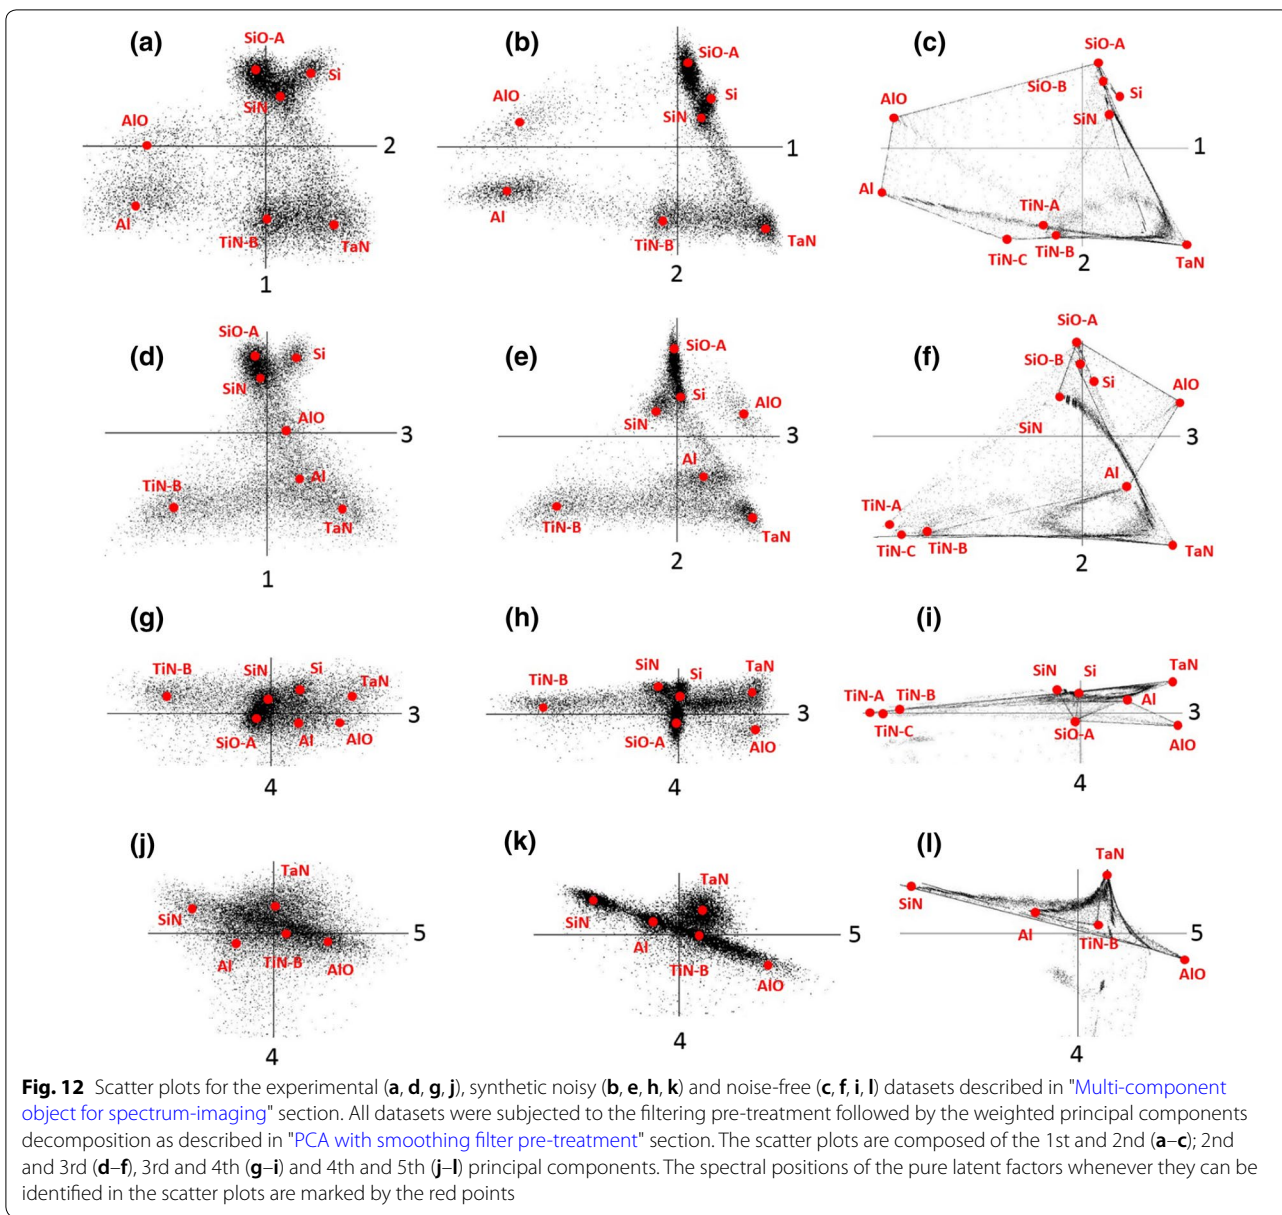 (a)
SiO-A
Si
SiN
AlO
2
Al
TiN-B
TaN
1
(b)
SiO-A
Si
SiN
AlO
1
Al
TiN-B
TaN
2
(c)
SiO-A
SiO-B
Si
AlO
SiN
1
Al
TiN-A
TiN-C
TiN-B
TaN
2
(d)
SiO-A
Si
SiN
AlO
3
Al
TiN-B
TaN
1
(e)
SiO-A
Si
AlO
SiN
3
Al
TiN-B
TaN
2
(f)
SiO-A
SiO-B
Si
AlO
SiN
3
Al
TiN-A
TiN-C
TiN-B
TaN
2
(g)
TiN-B
SiN
Si
TaN
3
SiO-A
Al
AlO
4
(h)
SiN
Si
TaN
TiN-B
3
SiO-A
AlO
4
(i)
SiN
Si
TaN
TiN-A
TiN-B
Al
3
TiN-C
SiO-A
AlO
4
(j)
TaN
SiN
5
Al
TiN-B
AlO
4
(k)
TaN
SiN
5
Al
TiN-B
AlO
4
(l)
TaN
SiN
5
Al
TiN-B
AlO
4
Fig. 12 Scatter plots for the experimental (a, d, g, j), synthetic noisy (b, e, h, k) and noise-free (c, f, i, l) datasets described in "Multi-component
object for spectrum-imaging" section. All datasets were subjected to the filtering pre-treatment followed by the weighted principal components
decomposition as described in "PCA with smoothing filter pre-treatment" section. The scatter plots are composed of the 1st and 2nd (a–c); 2nd
and 3rd (d–f), 3rd and 4th (g–i) and 4th and 5th (j–l) principal components. The spectral positions of the pure latent factors whenever they can be
identified in the scatter plots are marked by the red points